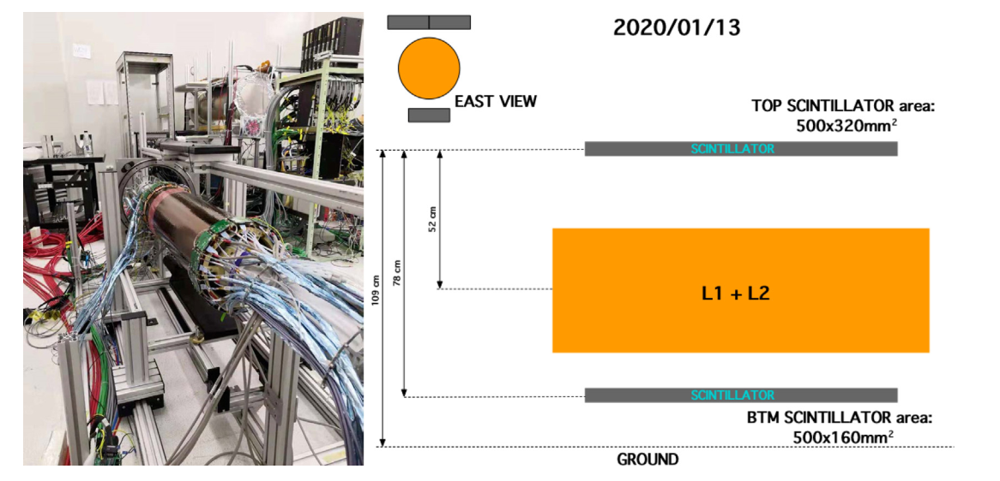 2020/01/13
EAST VIEW
TOP SCINTILLATOR area:
500x320mm²
SCINTILLATOR
52 cm
78 cm
109 cm
L1 + L2
SCINTILLATOR
BTM SCINTILLATOR area:
500x160mm²
GROUND